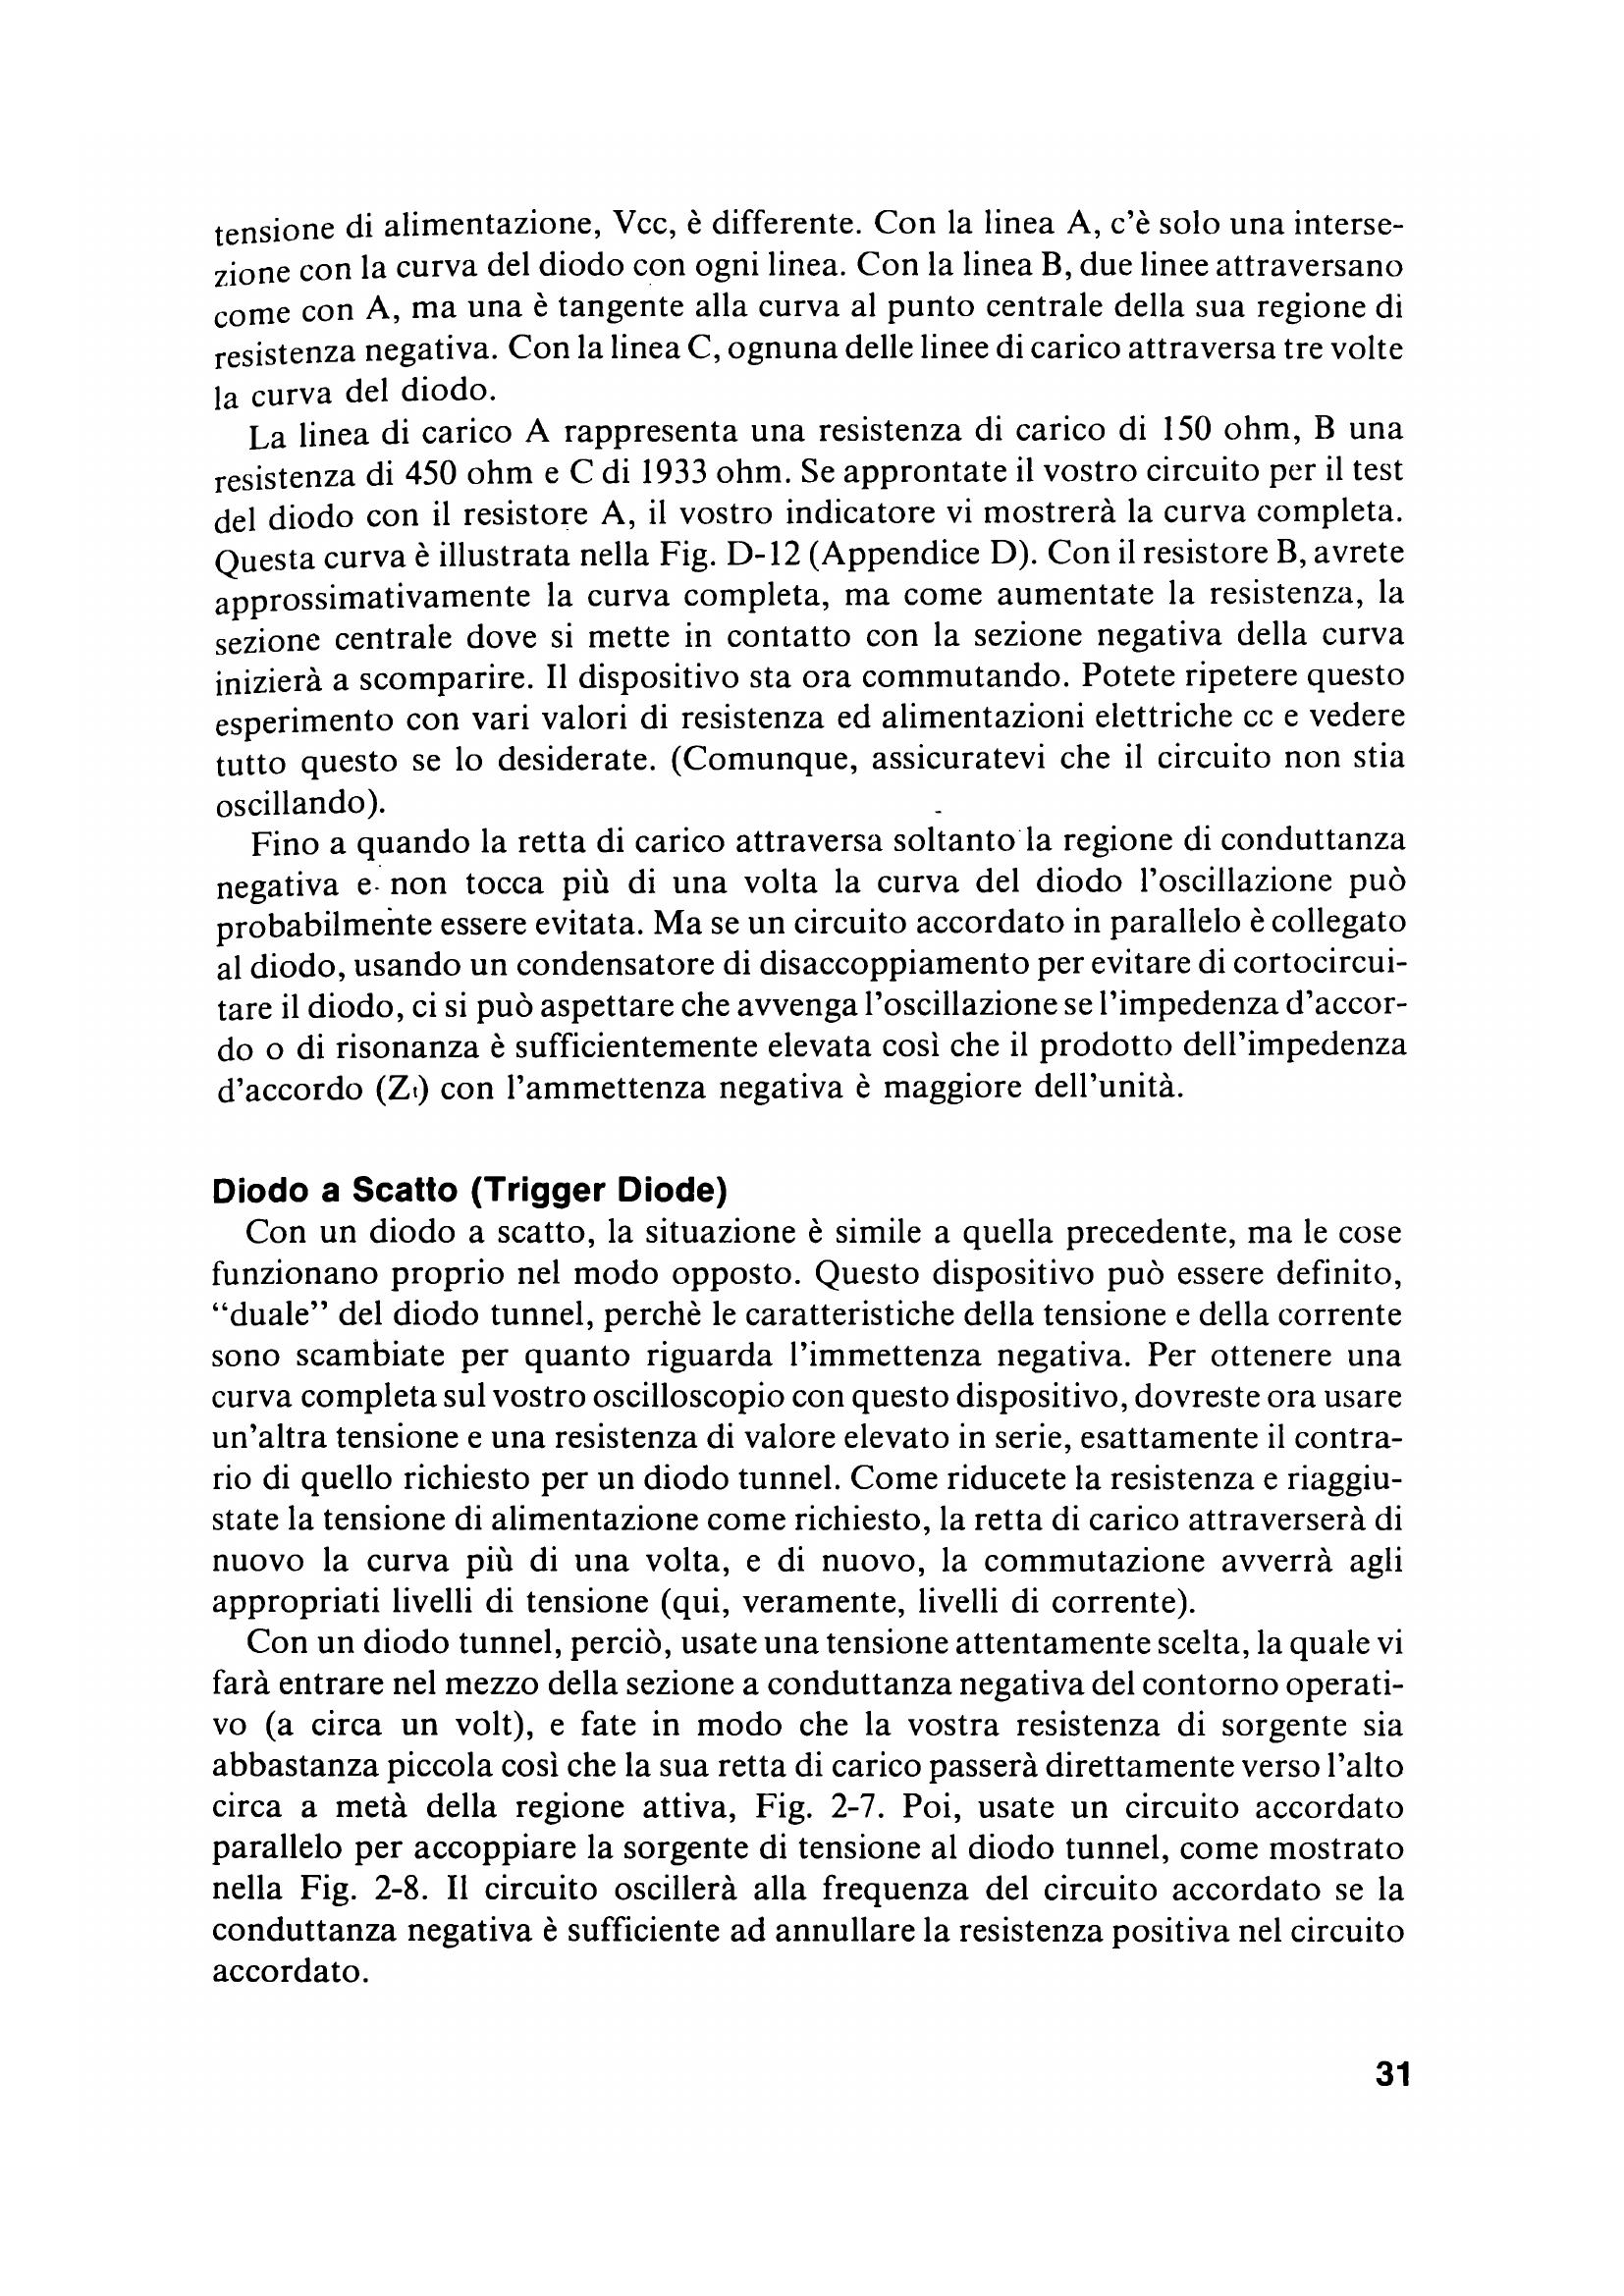 tensione di alimentazione, Vcc, è differente. Con la linea A, c'è solo una interse-
zione con la curva del diodo con ogni linea. Con la linea B, due linee attraversano
come con A, ma una è tangente alla curva al punto centrale della sua regione di
resistenza negativa. Con la linea C, ognuna delle linee di carico attraversa tre volte
la curva del diodo.
La linea di carico A rappresenta una resistenza di carico di 150 ohm, B una
resistenza di 450 ohm e C di 1933 ohm. Se approntate il vostro circuito per il test
del diodo con il resistore A, il vostro indicatore vi mostrerà la curva completa.
Questa curva è illustrata nella Fig. D-12 (Appendice D). Con il resistore B, avrete
approssimativamente la curva completa, ma come aumentate la resistenza, la
sezione centrale dove si mette in contatto con la sezione negativa della curva
inizierà a scomparire. Il dispositivo sta ora commutando. Potete ripetere questo
esperimento con vari valori di resistenza ed alimentazioni elettriche cc e vedere
tutto questo se lo desiderate. (Comunque, assicuratevi che il circuito non stia
oscillando).
Fino a quando la retta di carico attraversa soltanto la regione di conduttanza
negativa e non tocca più di una volta la curva del diodo l'oscillazione può
probabilmente essere evitata. Ma se un circuito accordato in parallelo è collegato
al diodo, usando un condensatore di disaccoppiamento per evitare di cortocircui-
tare il diodo, ci si può aspettare che avvenga l'oscillazione se l'impedenza d'accor-
do o di risonanza è sufficientemente elevata così che il prodotto dell'impedenza
d'accordo (Zt) con l'ammettenza negativa è maggiore dell'unità.
Diodo a Scatto (Trigger Diode)
Con un diodo a scatto, la situazione è simile a quella precedente, ma le cose
funzionano proprio nel modo opposto. Questo dispositivo può essere definito,
"duale" del diodo tunnel, perchè le caratteristiche della tensione e della corrente
sono scambiate per quanto riguarda l'immettenza negativa. Per ottenere una
curva completa sul vostro oscilloscopio con questo dispositivo, dovreste ora usare
un'altra tensione e una resistenza di valore elevato in serie, esattamente il contra-
rio di quello richiesto per un diodo tunnel. Come riducete la resistenza e riaggiu-
state la tensione di alimentazione come richiesto, la retta di carico attraverserà di
nuovo la curva più di una volta, e di nuovo, la commutazione avverrà agli
appropriati livelli di tensione (qui, veramente, livelli di corrente).
Con un diodo tunnel, perciò, usate una tensione attentamente scelta, la quale vi
farà entrare nel mezzo della sezione a conduttanza negativa del contorno operati-
vo (a circa un volt), e fate in modo che la vostra resistenza di sorgente sia
abbastanza piccola così che la sua retta di carico passerà direttamente verso l'alto
circa a metà della regione attiva, Fig. 2-7. Poi, usate un circuito accordato
parallelo per accoppiare la sorgente di tensione al diodo tunnel, come mostrato
nella Fig. 2-8. Il circuito oscillerà alla frequenza del circuito accordato se la
conduttanza negativa è sufficiente ad annullare la resistenza positiva nel circuito
accordato.
31